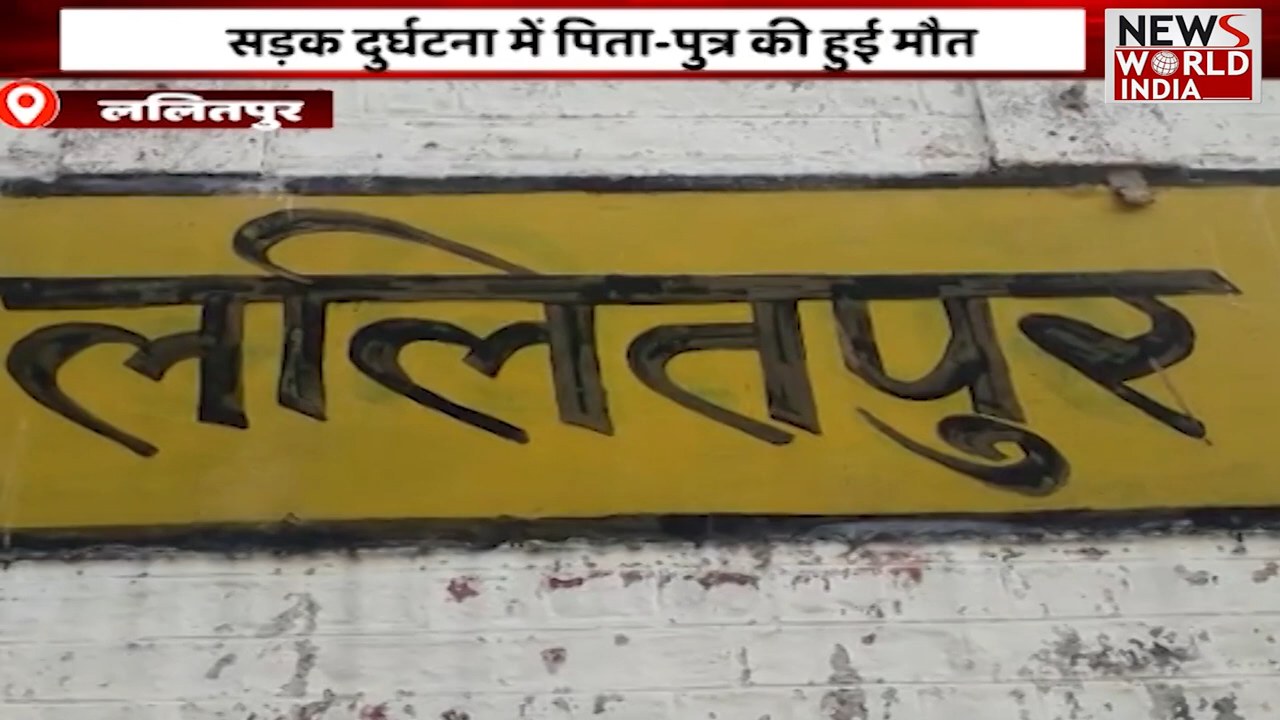 सड़क दुर्घटना में पिता-पुत्र की हुई मौत
NEWS
WORLD
INDIA
ललितपुर
ललितपुर